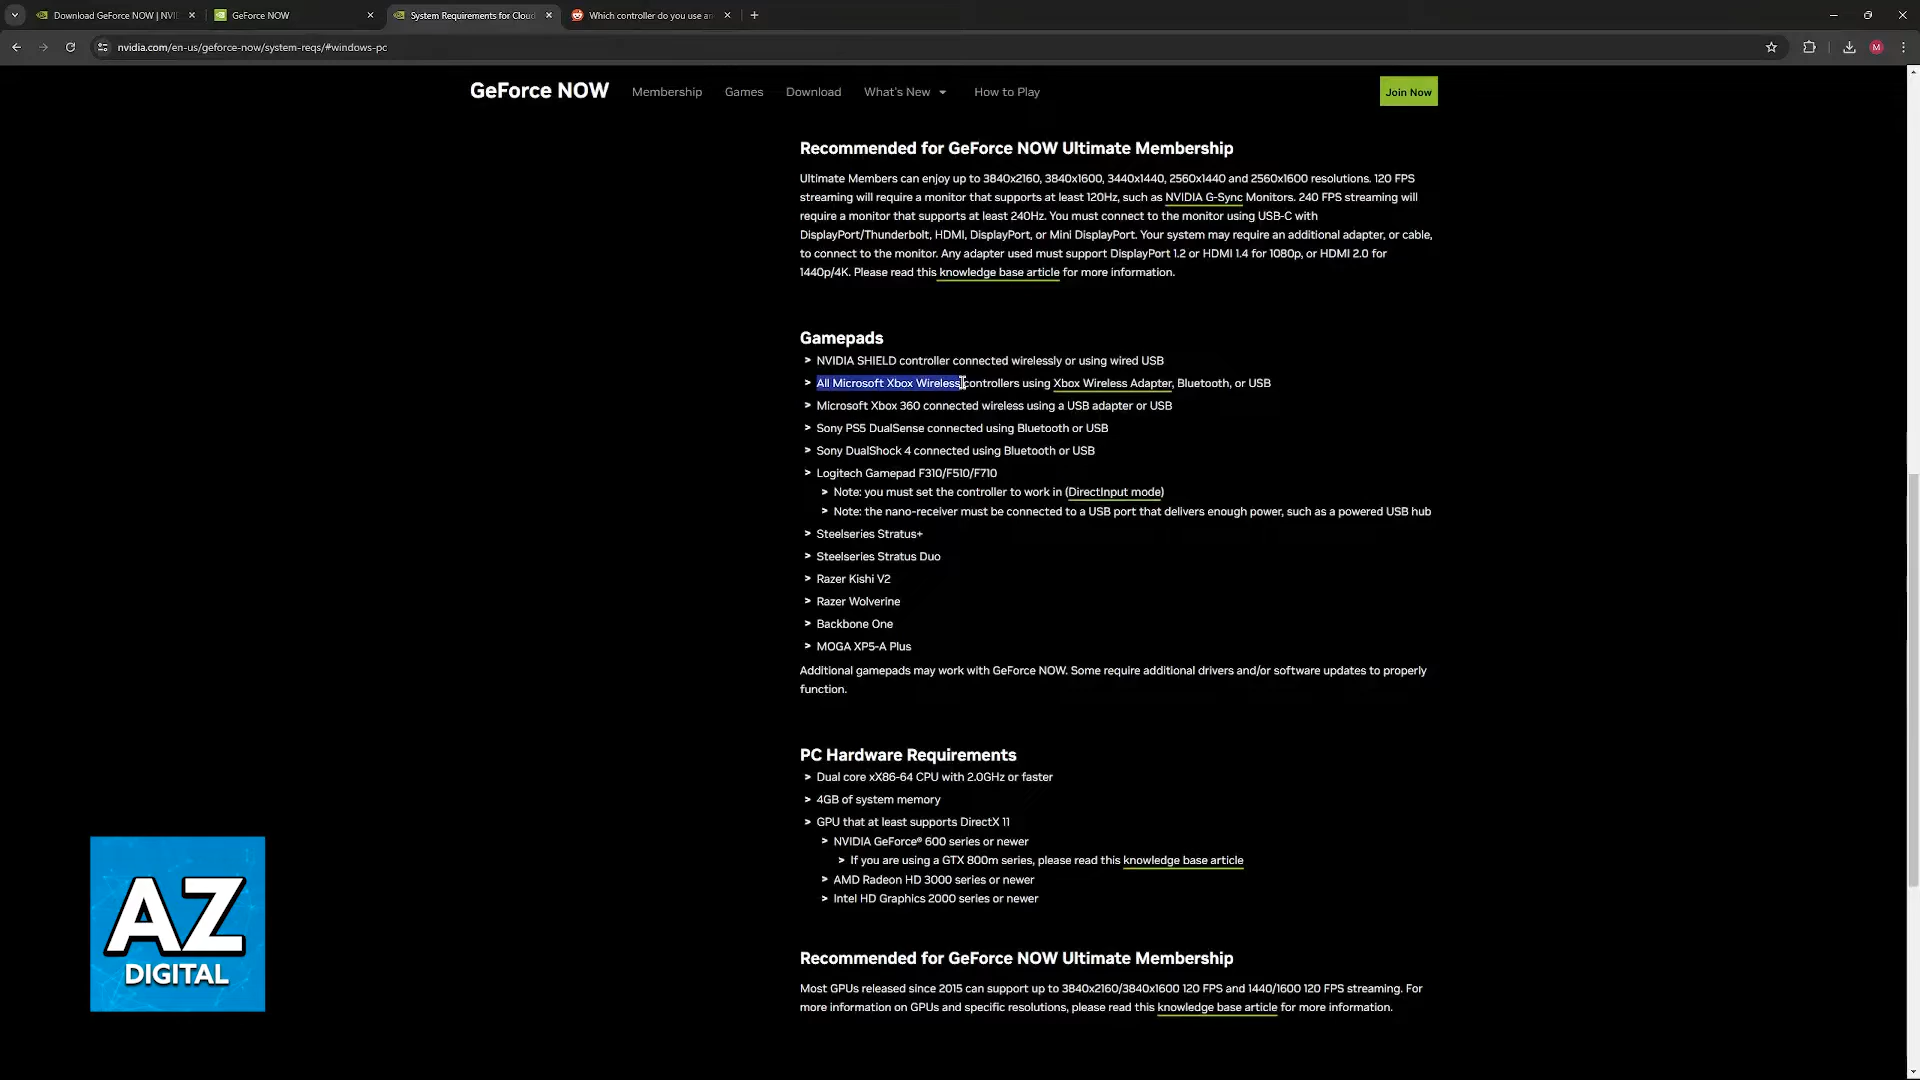 Download GeForce NOW | NVI
GeForce NOW
System Requirements for Cloud
Which controller do you use an
nvidia.com/en-us/geforce-now/system-reqs/#windows-pc
M
GeForce NOW
Membership
Games
Download
What's New
How to Play
Join Now
Recommended for GeForce NOW Ultimate Membership
Ultimate Members can enjoy up to 3840x2160, 3840x1600, 3440x1440, 2560x1440 and 2560x1600 resolutions. 120 FPS
streaming will require a monitor that supports at least 120Hz, such as NVIDIA G-Sync Monitors. 240 FPS streaming will
require a monitor that supports at least 240Hz. You must connect to the monitor using USB-C with
DisplayPort/Thunderbolt, HDMI, DisplayPort, or Mini DisplayPort. Your system may require an additional adapter, or cable,
to connect to the monitor. Any adapter used must support DisplayPort 1.2 or HDMI 1.4 for 1080p, or HDMI 2.0 for
1440p/4K. Please read this knowledge base article for more information.
Gamepads
> NVIDIA SHIELD controller connected wirelessly or using wired USB
> All Microsoft Xbox Wireless controllers using Xbox Wireless Adapter, Bluetooth, or USB
> Microsoft Xbox 360 connected wireless using a USB adapter or USB
> Sony PS5 DualSense connected using Bluetooth or USB
> Sony DualShock 4 connected using Bluetooth or USB
> Logitech Gamepad F310/F510/F710
> Note: you must set the controller to work in (DirectInput mode)
> Note: the nano-receiver must be connected to a USB port that delivers enough power, such as a powered USB hub
> Steelseries Stratus+
> Steelseries Stratus Duo
> Razer Kishi V2
> Razer Wolverine
> Backbone One
> MOGA XP5-A Plus
Additional gamepads may work with GeForce NOW. Some require additional drivers and/or software updates to properly
function.
PC Hardware Requirements
> Dual core xX86-64 CPU with 2.0GHz or faster
> 4GB of system memory
> GPU that at least supports DirectX 11
> NVIDIA GeForce® 600 series or newer
> If you are using a GTX 800m series, please read this knowledge base article
> AMD Radeon HD 3000 series or newer
> Intel HD Graphics 2000 series or newer
Recommended for GeForce NOW Ultimate Membership
Most GPUs released since 2015 can support up to 3840x2160/3840x1600 120 FPS and 1440/1600 120 FPS streaming. For
more information on GPUs and specific resolutions, please read this knowledge base article for more information.
AZ
DIGITAL